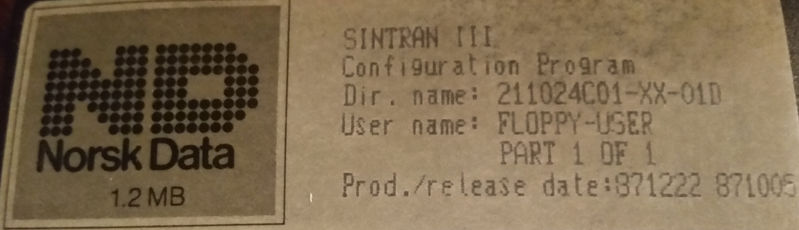 ND
Norsk Data
1.2 MB
SINTRAN III
Configuration Program
Dir. name: 211024C01-XX-01D
User name: FLOPPY-USER
PART 1 OF 1
Prod./release date:871222 871005